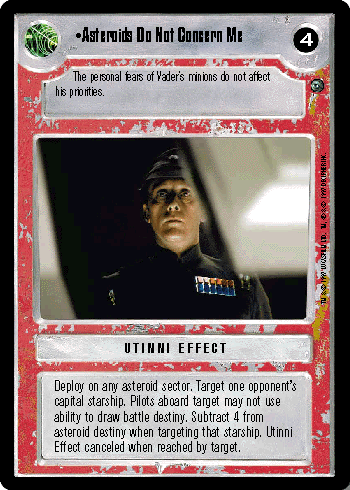 •Asteroids Do Not Concern Me
4
The personal fears of Vader's minions do not affect
his priorities.
UTINNI EFFECT
Deploy on any asteroid sector. Target one opponent's
capital starship. Pilots aboard target may not use
ability to draw battle destiny. Subtract 4 from
asteroid destiny when targeting that starship. Utinni
Effect canceled when reached by target.